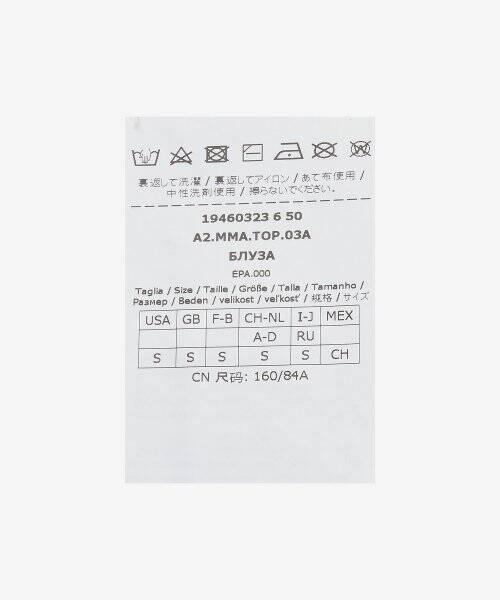 裏返して洗濯 / 裏返してアイロン / あて布使用 /
中性洗剤使用 / 擦らないでください。
19460323 6 50
A2.MMA.TOP.03A
БЛУЗА
EPA.000
Taglia / Size / Taille / Größe / Talla / Tamanho /
Размер / Beden / velikost / veľkosť / 规格 / サイズ
USA GB F-B CH-NL I-J MEX
A-D RU
S S S S S CH
CN 尺码: 160/84A